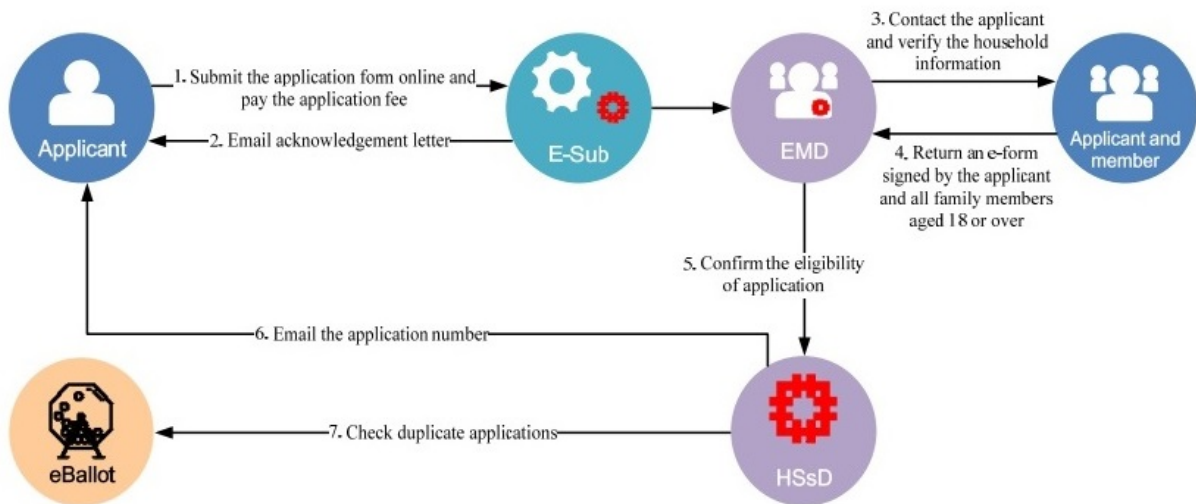 3. Contact the applicant
and verify the household
information
1. Submit the application form online and
pay the application fee
2. Email acknowledgement letter
Applicant
E-Sub
EMD
Applicant and
member
4. Return an e-form
signed by the applicant
and all family members
aged 18 or over
5. Confirm the eligibility
of application
6. Email the application number
7. Check duplicate applications
eBallot
HSsD